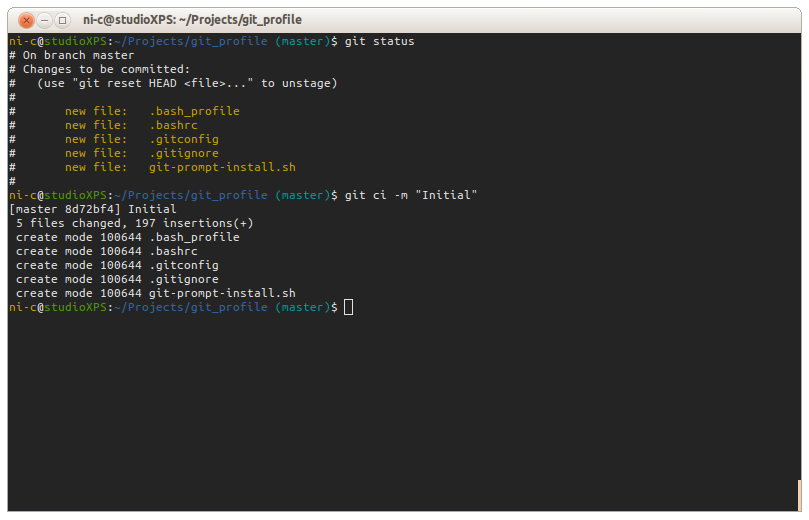 ni-c@studioXPS: ~/Projects/git_profile
ni-c@studioXPS:~/Projects/git_profile (master)$ git status
# On branch master
# Changes to be committed:
#   (use "git reset HEAD <file>..." to unstage)
#
#       new file:   .bash_profile
#       new file:   .bashrc
#       new file:   .gitconfig
#       new file:   .gitignore
#       new file:   git-prompt-install.sh
#
ni-c@studioXPS:~/Projects/git_profile (master)$ git ci -m "Initial"
[master 8d72bf4] Initial
 5 files changed, 197 insertions(+)
 create mode 100644 .bash_profile
 create mode 100644 .bashrc
 create mode 100644 .gitconfig
 create mode 100644 .gitignore
 create mode 100644 git-prompt-install.sh
ni-c@studioXPS:~/Projects/git_profile (master)$